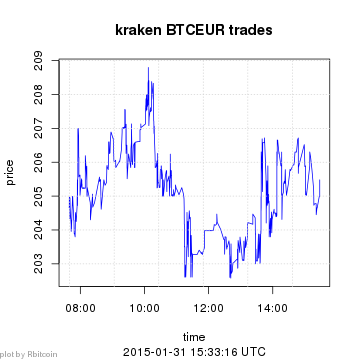 kraken BTCEUR trades
price
209
208
207
206
205
204
203
08:00 10:00 12:00 14:00
time
2015-01-31 15:33:16 UTC
plot by Rbitcoin